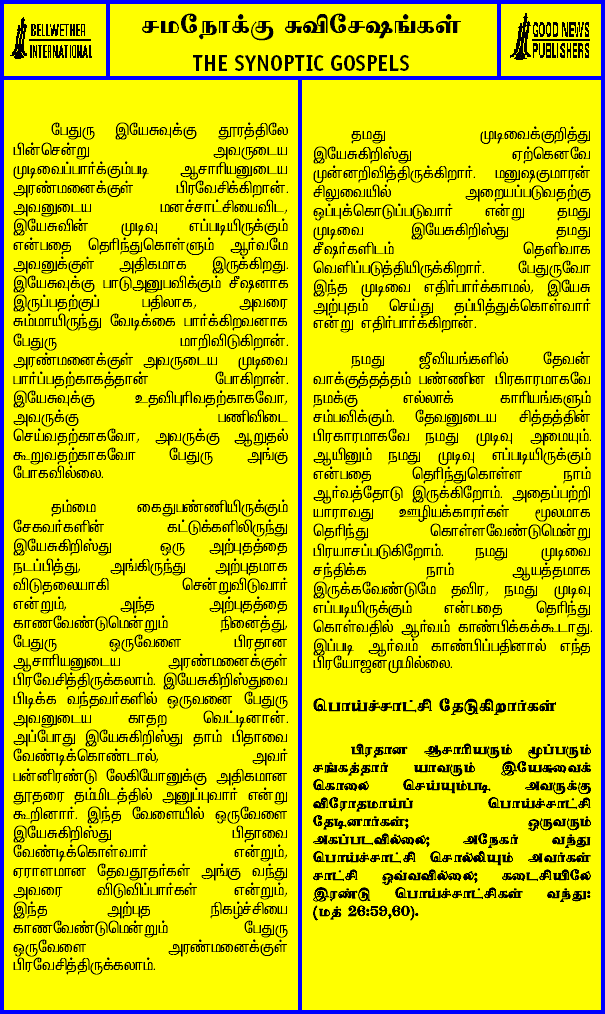 BELLWETHER
INTERNATIONAL
சமநோக்கு சுவிசேஷங்கள்
THE SYNOPTIC GOSPELS
GOOD NEWS
PUBLISHERS
பேதுரு இயேசுவுக்கு தூரத்திலே
பின்சென்று அவருடைய
முடிவைப்பார்க்கும்படி ஆசாரியனுடைய
அரண்மனைக்குள் பிரவேசிக்கிறான்.
அவனுடைய மனச்சாட்சியைவிட,
இயேசுவின் முடிவு எப்படியிருக்கும்
என்பதை தெரிந்துகொள்ளும் ஆர்வமே
அவனுக்குள் அதிகமாக இருக்கிறது.
இயேசுவுக்கு பாடுஅனுபவிக்கும் சீஷனாக
இருப்பதற்குப் பதிலாக, அவரை
சும்மாயிருந்து வேடிக்கை பார்க்கிறவனாக
பேதுரு மாறிவிடுகிறான்.
அரண்மனைக்குள் அவருடைய முடிவை
பார்ப்பதற்காகத்தான் போகிறான்.
இயேசுவுக்கு உதவிபுரிவதற்காகவோ,
அவருக்கு பணிவிடை
செய்வதற்காகவோ, அவருக்கு ஆறுதல்
கூறுவதற்காகவோ பேதுரு அங்கு
போகவில்லை.
தம்மை கைதுபண்ணியிருக்கும்
சேகவர்களின் கட்டுக்களிலிருந்து
இயேசுகிறிஸ்து ஒரு அற்புதத்தை
நடப்பித்து, அங்கிருந்து அற்புதமாக
விடுதலையாகி சென்றுவிடுவார்
என்றும், அந்த அற்புதத்தை
காணவேண்டுமென்றும் நினைத்து,
பேதுரு ஒருவேளை பிரதான
ஆசாரியனுடைய அரண்மனைக்குள்
பிரவேசித்திருக்கலாம். இயேசுகிறிஸ்துவை
பிடிக்க வந்தவர்களில் ஒருவனை பேதுரு
அவனுடைய காதற வெட்டினான்.
அப்போது இயேசுகிறிஸ்து தாம் பிதாவை
வேண்டிக்கொண்டால், அவர்
பன்னிரண்டு லேகியோனுக்கு அதிகமான
தூதரை தம்மிடத்தில் அனுப்புவார் என்று
கூறினார். இந்த வேளையில் ஒருவேளை
இயேசுகிறிஸ்து பிதாவை
வேண்டிக்கொள்வார் என்றும்,
ஏராளமான தேவதூதர்கள் அங்கு வந்து
அவரை விடுவிப்பார்கள் என்றும்,
இந்த அற்புத நிகழ்ச்சியை
காணவேண்டுமென்றும் பேதுரு
ஒருவேளை அரண்மனைக்குள்
பிரவேசித்திருக்கலாம்.
தமது முடிவைக்குறித்து
இயேசுகிறிஸ்து ஏற்கெனவே
முன்னறிவித்திருக்கிறார். மனுஷகுமாரன்
சிலுவையில் அறையப்படுவதற்கு
ஒப்புக்கொடுப்படுவார் என்று தமது
முடிவை இயேசுகிறிஸ்து தமது
சீஷர்களிடம் தெளிவாக
வெளிப்படுத்தியிருக்கிறார். பேதுருவோ
இந்த முடிவை எதிர்பார்க்காமல், இயேசு
அற்புதம் செய்து தப்பித்துக்கொள்வார்
என்று எதிர்பார்க்கிறான்.
நமது ஜீவியங்களில் தேவன்
வாக்குத்தத்தம் பண்ணின பிரகாரமாகவே
நமக்கு எல்லாக் காரியங்களும்
சம்பவிக்கும். தேவனுடைய சித்தத்தின்
பிரகாரமாகவே நமது முடிவு அமையும்.
ஆயினும் நமது முடிவு எப்படியிருக்கும்
என்பதை தெரிந்துகொள்ள நாம்
ஆர்வத்தோடு இருக்கிறோம். அதைப்பற்றி
யாராவது ஊழியக்காரர்கள் மூலமாக
தெரிந்து கொள்ளவேண்டுமென்று
பிரயாசப்படுகிறோம். நமது முடிவை
சந்திக்க நாம் ஆயத்தமாக
இருக்கவேண்டுமே தவிர, நமது முடிவு
எப்படியிருக்கும் என்பதை தெரிந்து
கொள்வதில் ஆர்வம் காண்பிக்கக்கூடாது.
இப்படி ஆர்வம் காண்பிப்பதினால் எந்த
பிரயோஜனமுமில்லை.
பொய்ச்சாட்சி தேடுகிறார்கள்
பிரதான ஆசாரியரும் மூப்பரும்
சங்கத்தார் யாவரும் இயேசுவைக்
கொலை செய்யும்படி அவருக்கு
விரோதமாய்ப் பொய்ச்சாட்சி
தேடினார்கள்; ஒருவரும்
அகப்படவில்லை; அநேகர் வந்து
பொய்ச்சாட்சி சொல்லியும் அவர்கள்
சாட்சி ஒவ்வவில்லை; கடைசியிலே
இரண்டு பொய்ச்சாட்சிகள் வந்து:
(மத் 26:59,60).